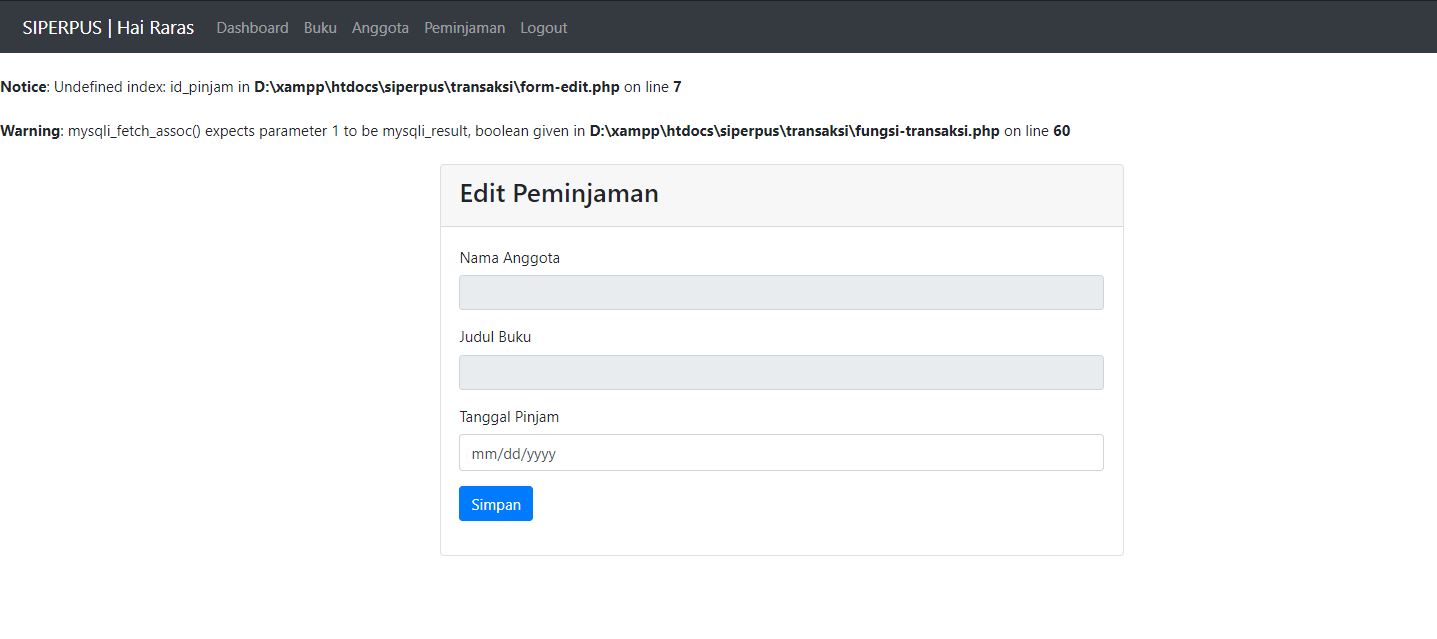 SIPERPUS | Hai Raras Dashboard Buku Anggota Peminjaman Logout
Notice: Undefined index: id_pinjam in D:\xampp\htdocs\siperpus\transaksi\form-edit.php on line 7
Warning: mysqli_fetch_assoc() expects parameter 1 to be mysqli_result, boolean given in D:\xampp\htdocs\siperpus\transaksi\fungsi-transaksi.php on line 60
Edit Peminjaman
Nama Anggota
Judul Buku
Tanggal Pinjam
mm/dd/yyyy
Simpan